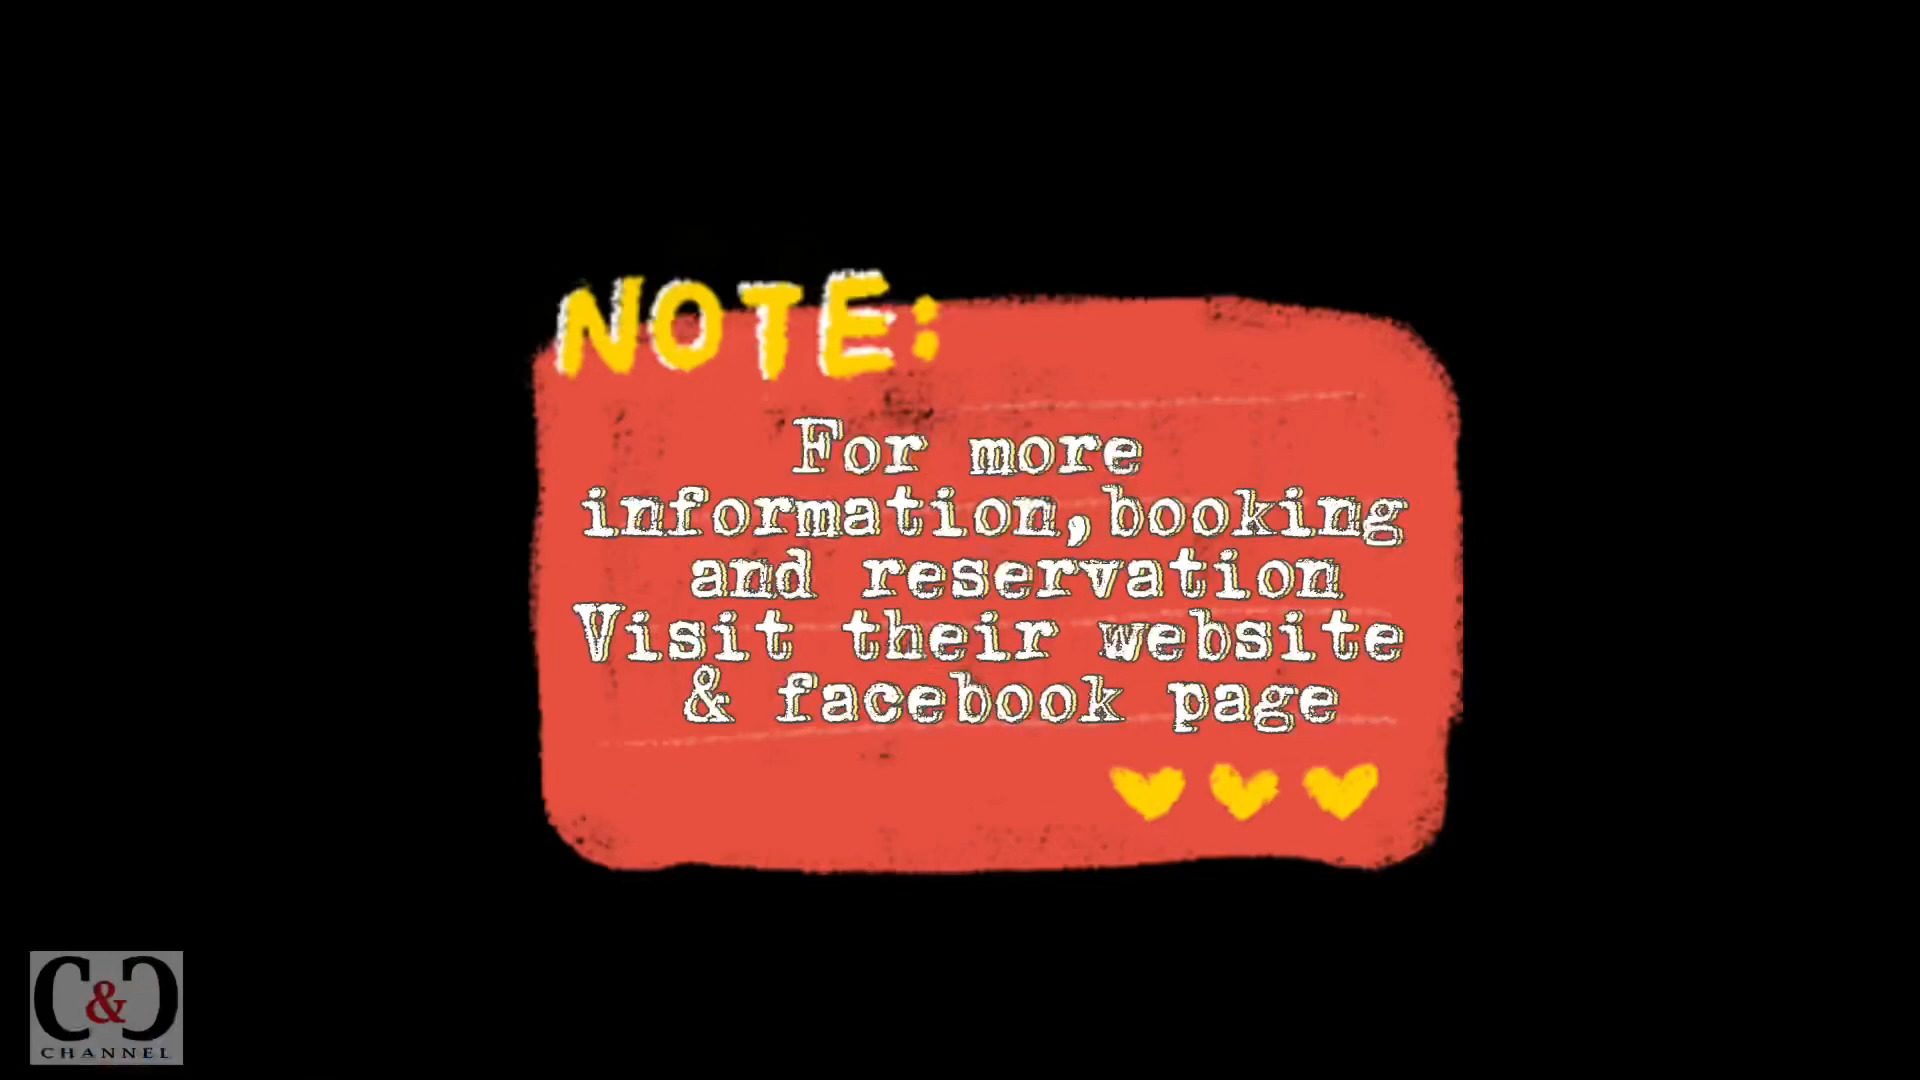 NOTE:
For more
information,booking
and reservation
Visit their website
& facebook page
C&C
CHANNEL